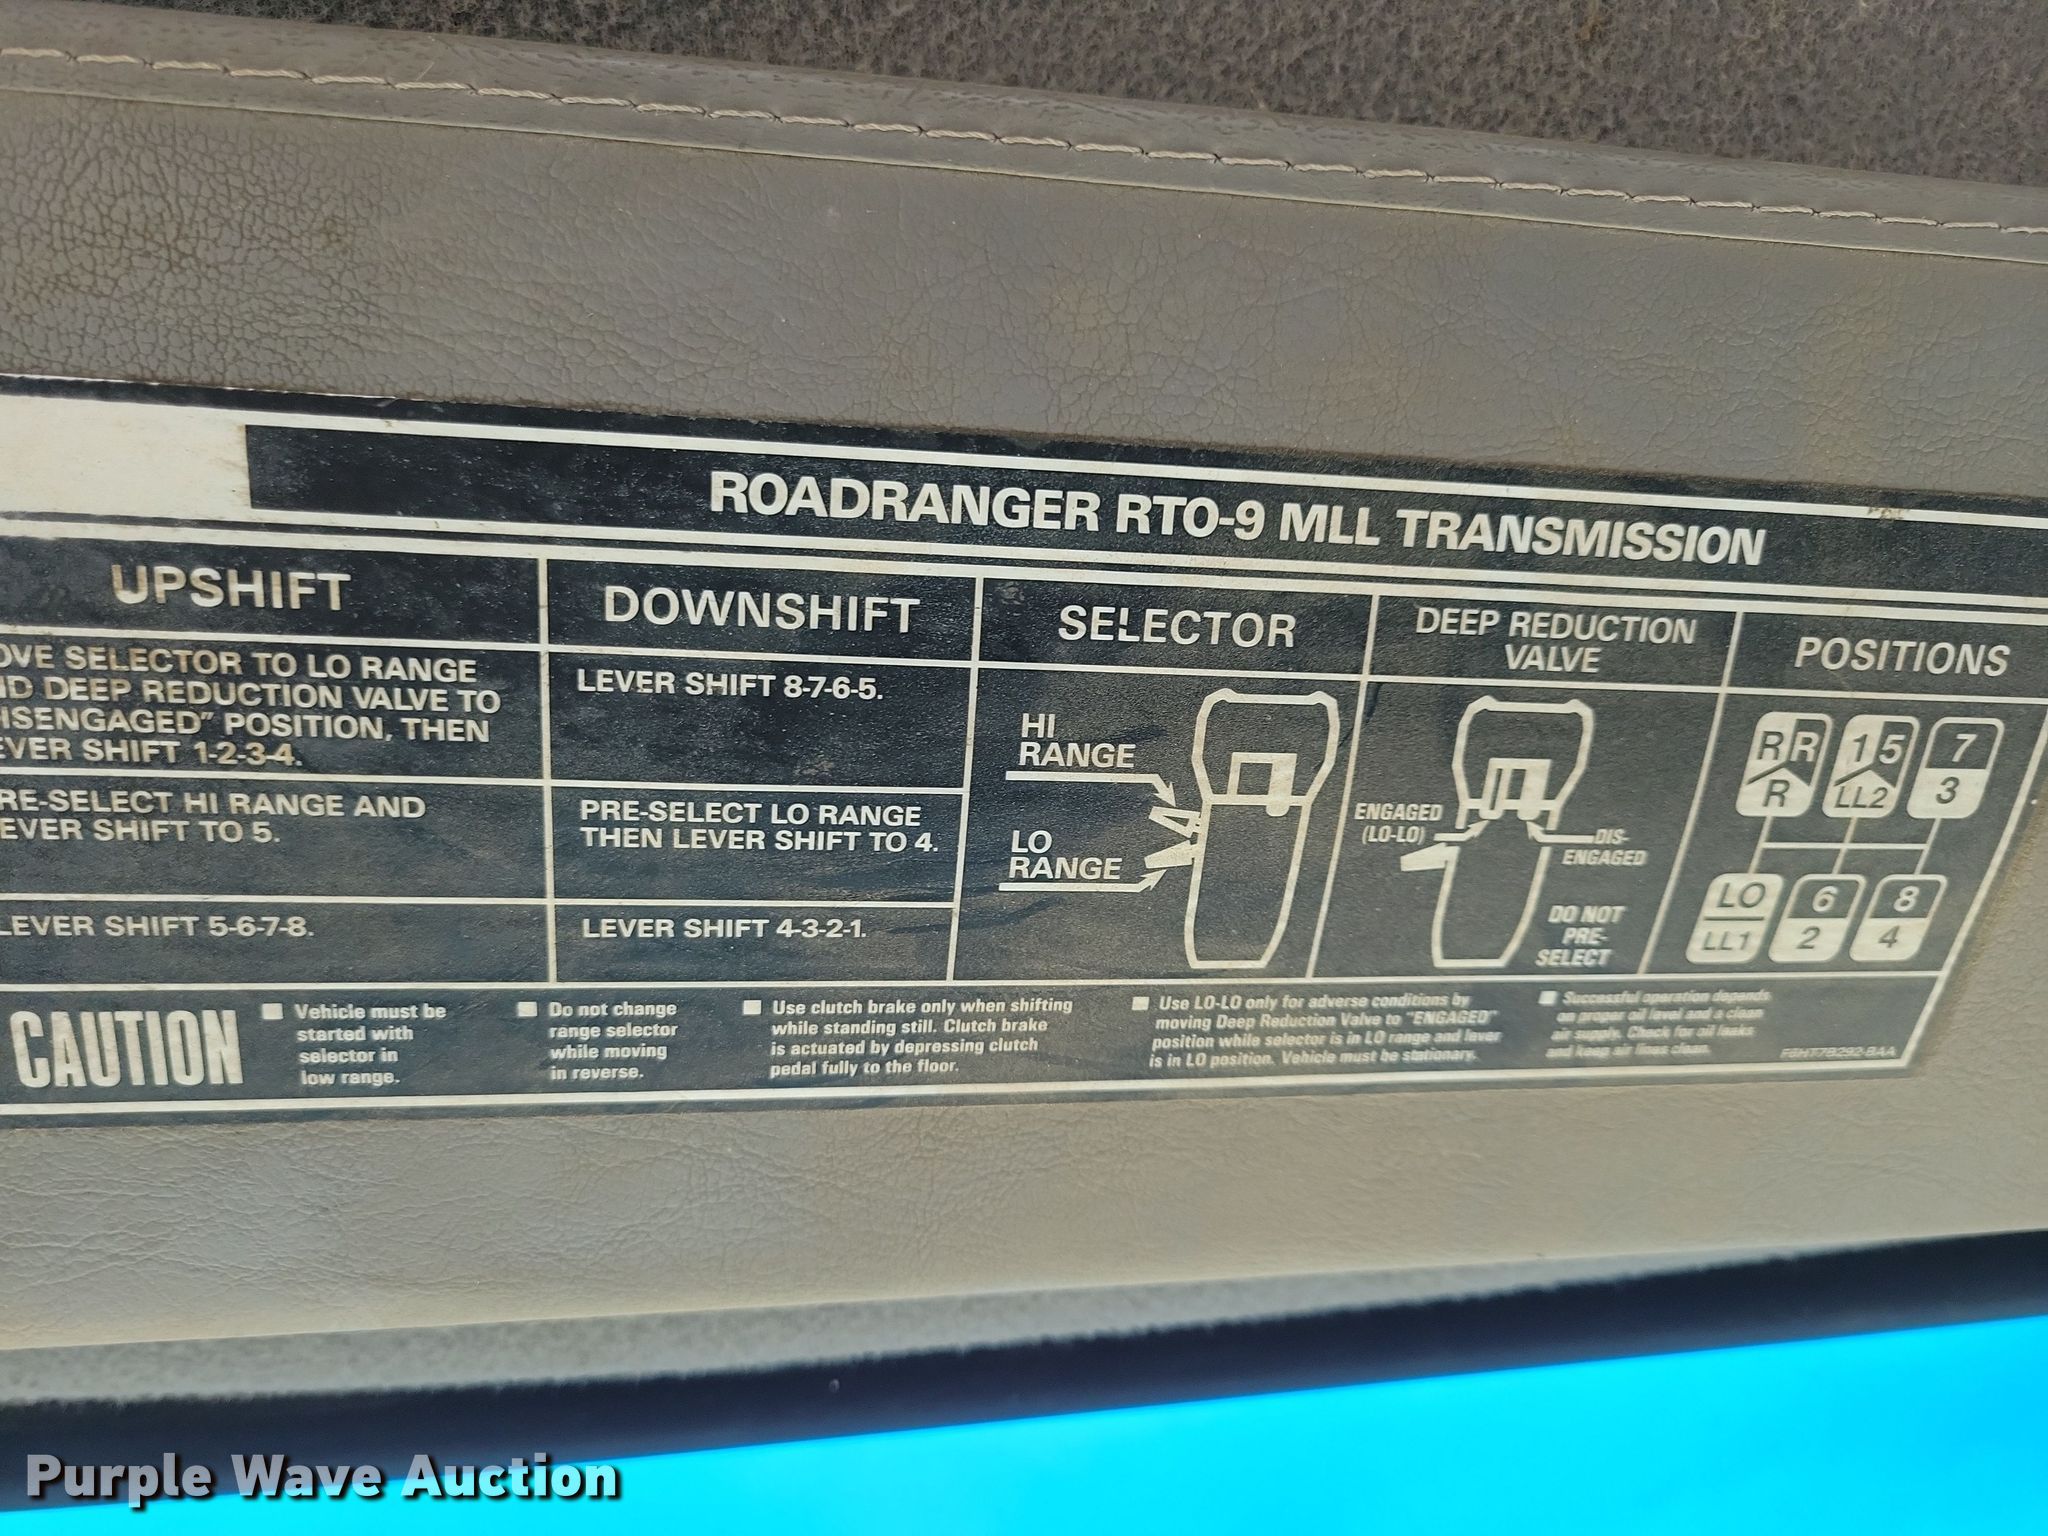 ROADRANGER RTO-9 MLL TRANSMISSION
UPSHIFT
OVE SELECTOR TO LO RANGE
ND DEEP REDUCTION VALVE TO
ISENGAGED" POSITION, THEN
EVER SHIFT 1-2-3-4.
RE-SELECT HI RANGE AND
EVER SHIFT TO 5.
LEVER SHIFT 5-6-7-8.
DOWNSHIFT
LEVER SHIFT 8-7-6-5.
PRE-SELECT LO RANGE
THEN LEVER SHIFT TO 4.
LEVER SHIFT 4-3-2-1.
SELECTOR
HI
RANGE
LO
RANGE
DEEP REDUCTION
VALVE
ENGAGED
(LO-LO)
DIS-
ENGAGED
DO NOT
PRE-
SELECT
POSITIONS
R R 1 5 7
R LL2 3
LO 6 8
LL1 2 4
CAUTION
Vehicle must be
started with
selector in
low range.
Do not change
range selector
while moving
in reverse.
Use clutch brake only when shifting
while standing still. Clutch brake
is actuated by depressing clutch
pedal fully to the floor.
Use LO-LO only for adverse conditions by
moving Deep Reduction Valve to "ENGAGED"
position while selector is in LO range and lever
is in LO position. Vehicle must be stationary.
Successful operation depends
on proper oil level and a clean
air supply. Check for oil leaks
and keep air lines clean.
F6HT7B292-BAA
Purple Wave Auction